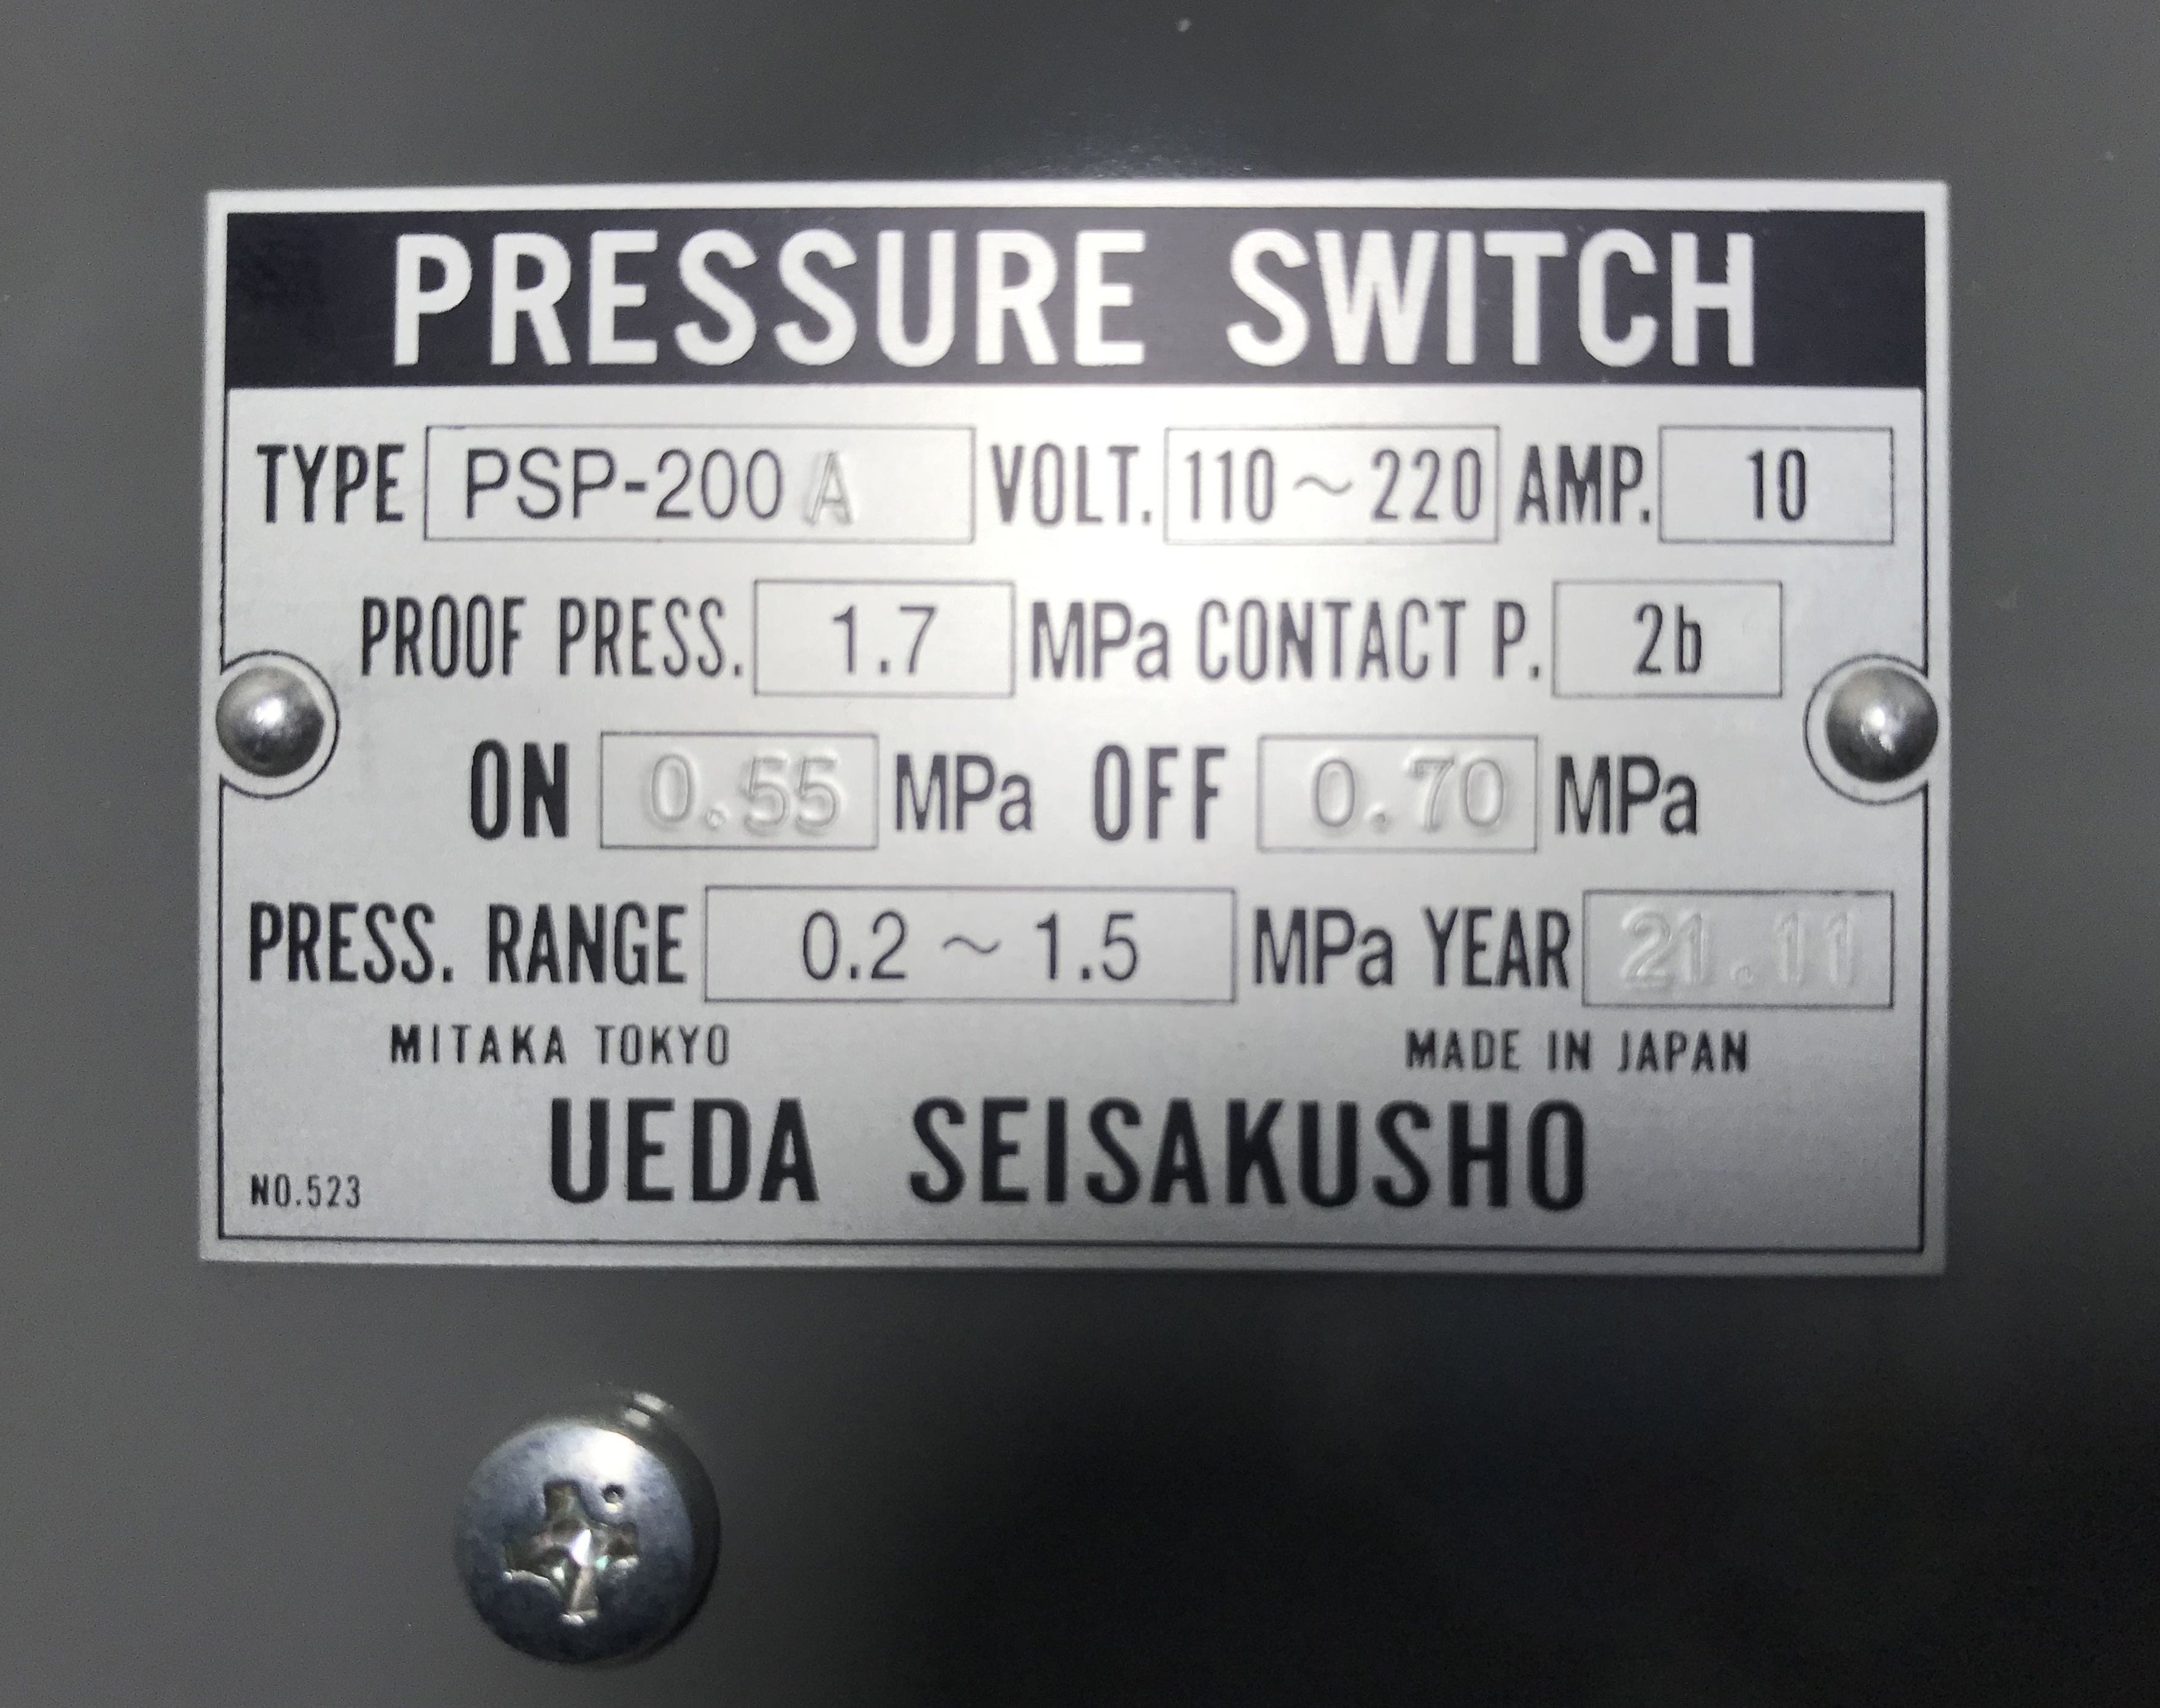 PRESSURE SWITCH
TYPE PSP-200 A VOLT. 110~220 AMP. 10
PROOF PRESS. 1.7 MPa CONTACT P. 2b
ON 0.55 MPa OFF 0.70 MPa
PRESS. RANGE 0.2 ~ 1.5 MPa YEAR 21.11
MITAKA TOKYO MADE IN JAPAN
UEDA SEISAKUSHO
NO.523